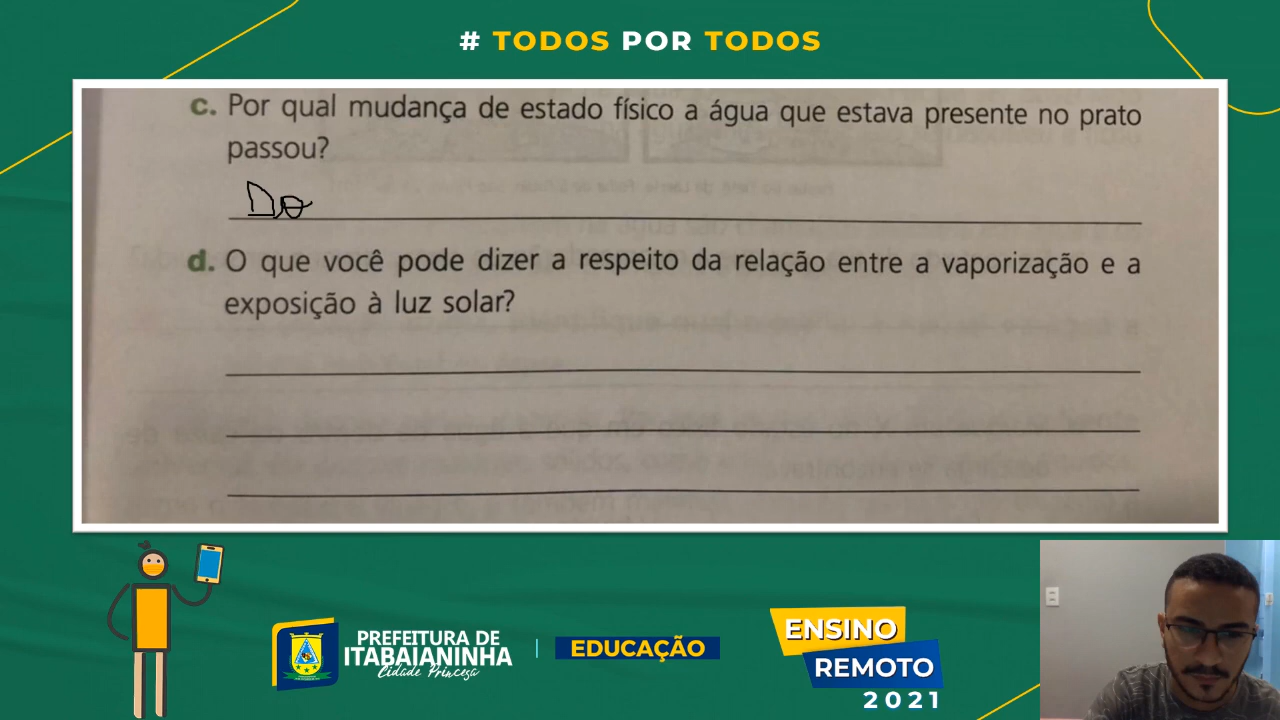 # TODOS POR TODOS
c. Por qual mudança de estado físico a água que estava presente no prato
passou?
Do
d. O que você pode dizer a respeito da relação entre a vaporização e a
exposição à luz solar?
PREFEITURA DE
ITABAIANINHA
Cidade Princesa
EDUCAÇÃO
ENSINO
REMOTO
2021